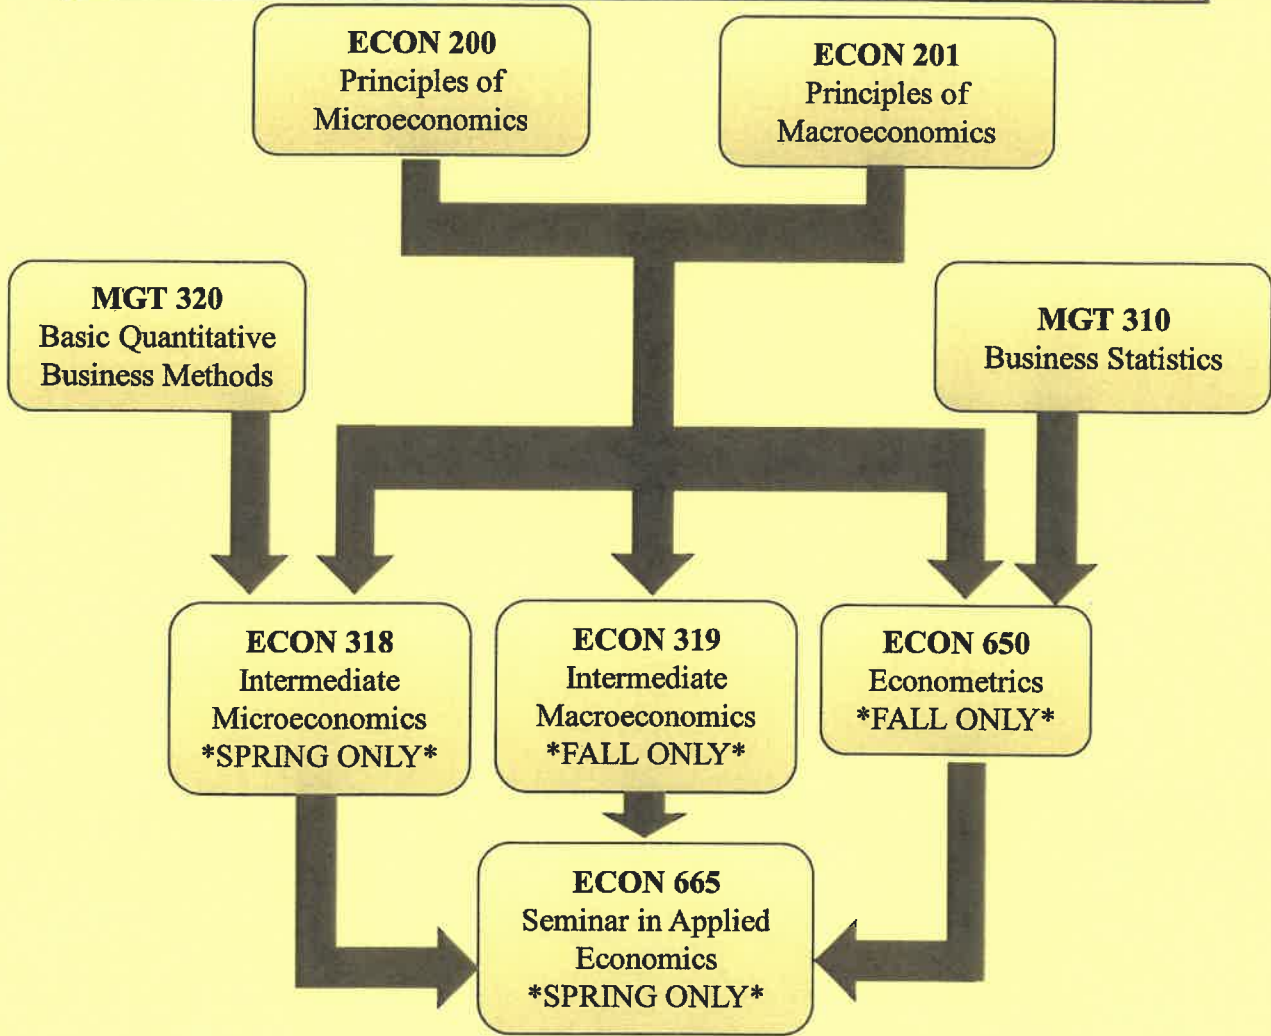 ECON 200
Principles of
Microeconomics
ECON 201
Principles of
Macroeconomics
MGT 320
Basic Quantitative
Business Methods
MGT 310
Business Statistics
ECON 318
Intermediate
Microeconomics
*SPRING ONLY*
ECON 319
Intermediate
Macroeconomics
*FALL ONLY*
ECON 650
Econometrics
*FALL ONLY*
ECON 665
Seminar in Applied
Economics
*SPRING ONLY*